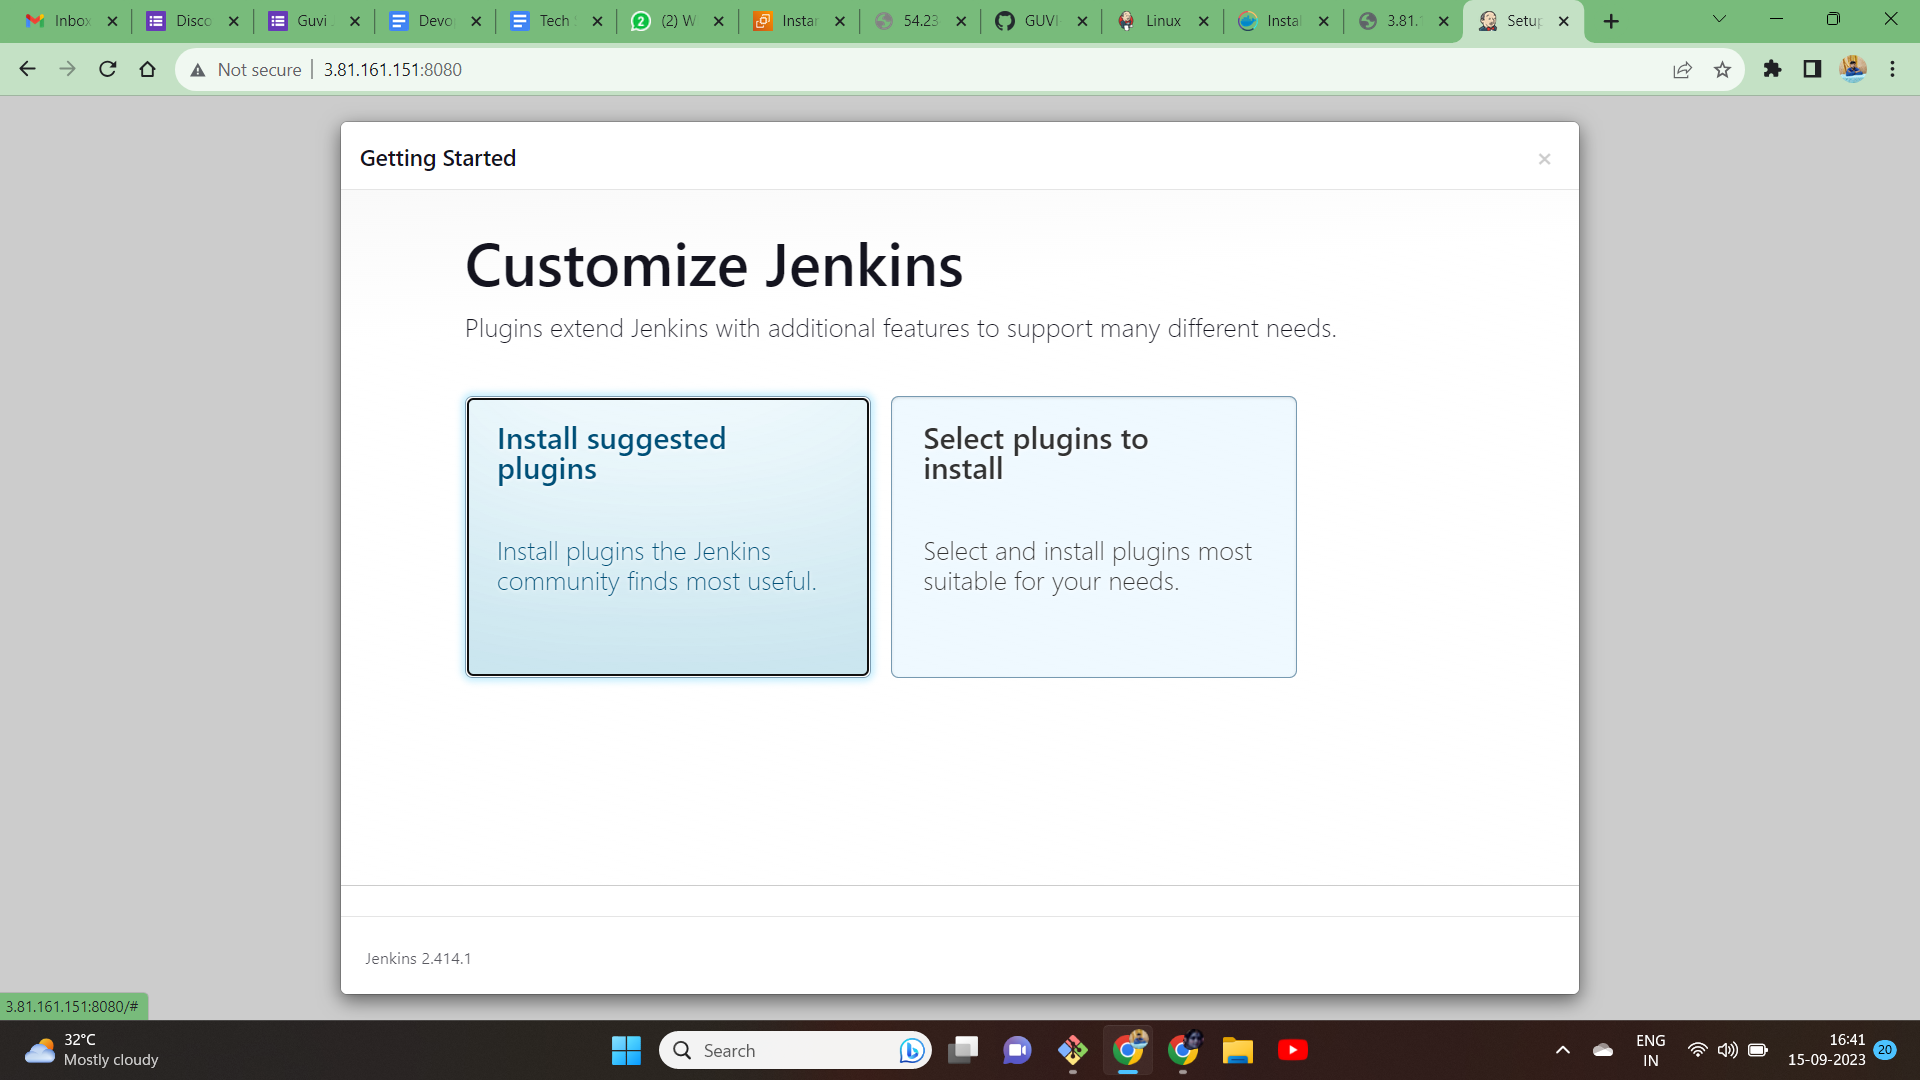 Inbox
Disco
Guvi
Devo
Tech
(2) W
Instar
54.23
GUVI
Linux
Instal
3.81.
Setup
Not secure
3.81.161.151:8080
Getting Started
×
Customize Jenkins
Plugins extend Jenkins with additional features to support many different needs.
Install suggested
plugins
Install plugins the Jenkins
community finds most useful.
Select plugins to
install
Select and install plugins most
suitable for your needs.
Jenkins 2.414.1
3.81.161.151:8080/#
32°C
Mostly cloudy
Search
ENG
IN
16:41
15-09-2023
20